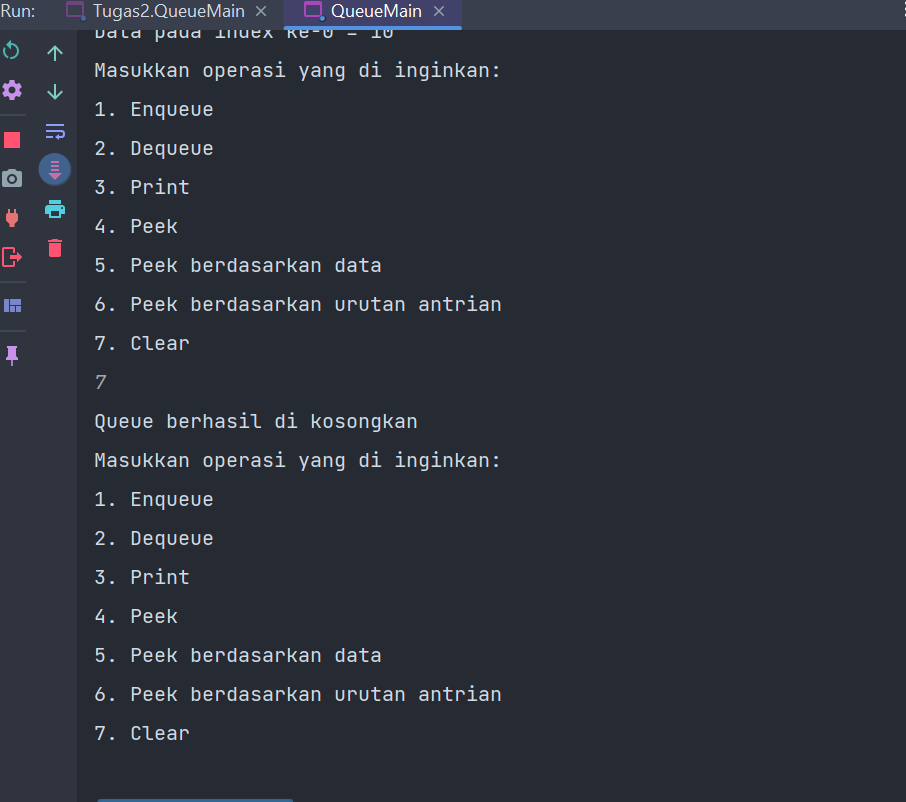 Run: Tugas2.QueueMain QueueMain
Data pada index ke-0 = 10
Masukkan operasi yang di inginkan:
1. Enqueue
2. Dequeue
3. Print
4. Peek
5. Peek berdasarkan data
6. Peek berdasarkan urutan antrian
7. Clear
7
Queue berhasil di kosongkan
Masukkan operasi yang di inginkan:
1. Enqueue
2. Dequeue
3. Print
4. Peek
5. Peek berdasarkan data
6. Peek berdasarkan urutan antrian
7. Clear